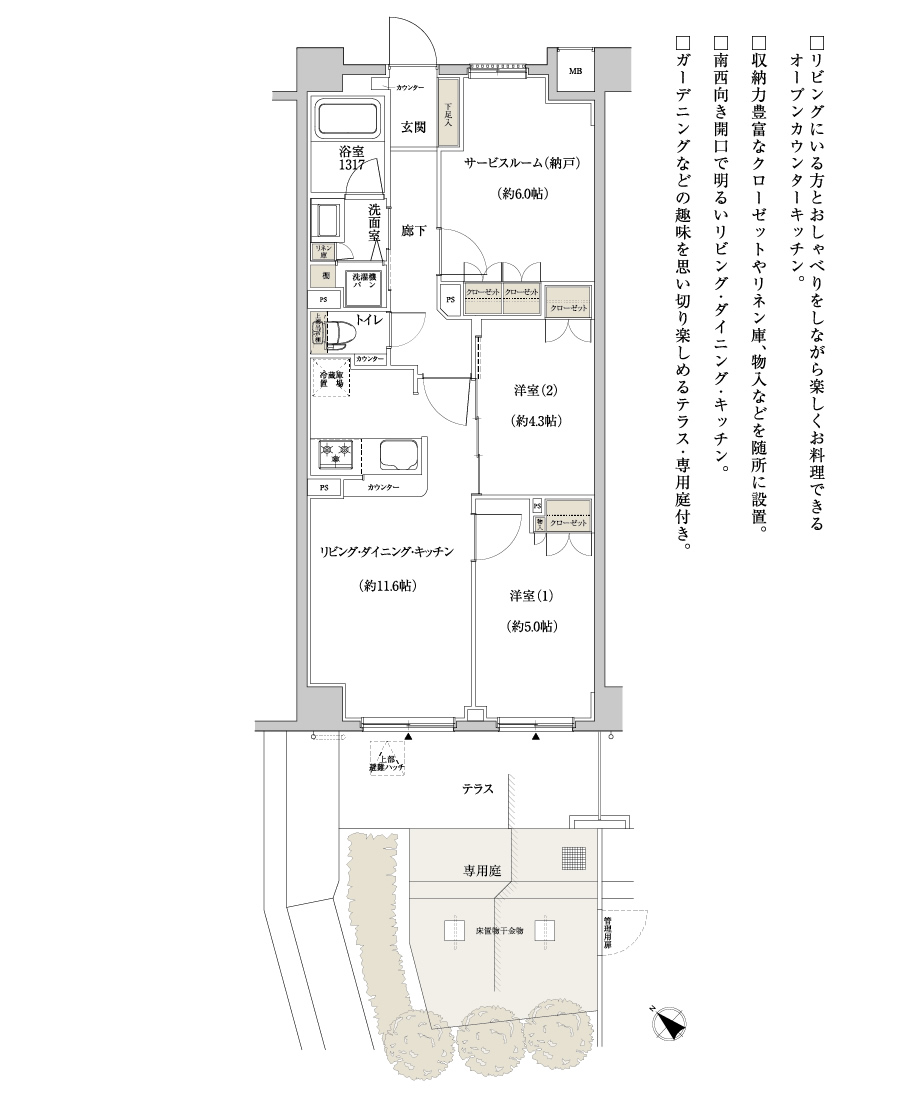 □リビングにいる方とおしゃべりをしながら楽しくお料理できる
オープンカウンターキッチン。
□収納力豊富なクローゼットやリネン庫、物入などを随所に設置。
□南西向き開口で明るいリビング・ダイニング・キッチン。
□ガーデニングなどの趣味を思い切り楽しめるテラス・専用庭付き。
MB
カウンター
玄関
下足入
浴室
1317
サービスルーム(納戸)
(約6.0帖)
洗面室
廊下
リネン庫
棚
洗濯機
パン
PS
PS
クローゼット
クローゼット
クローゼット
トイレ
カウンター
冷蔵庫
置場
洋室(2)
(約4.3帖)
PS
カウンター
PS
物入
クローゼット
リビング・ダイニング・キッチン
(約11.6帖)
洋室(1)
(約5.0帖)
上部
避難ハッチ
テラス
専用庭
床置物干金物
管理用扉
N